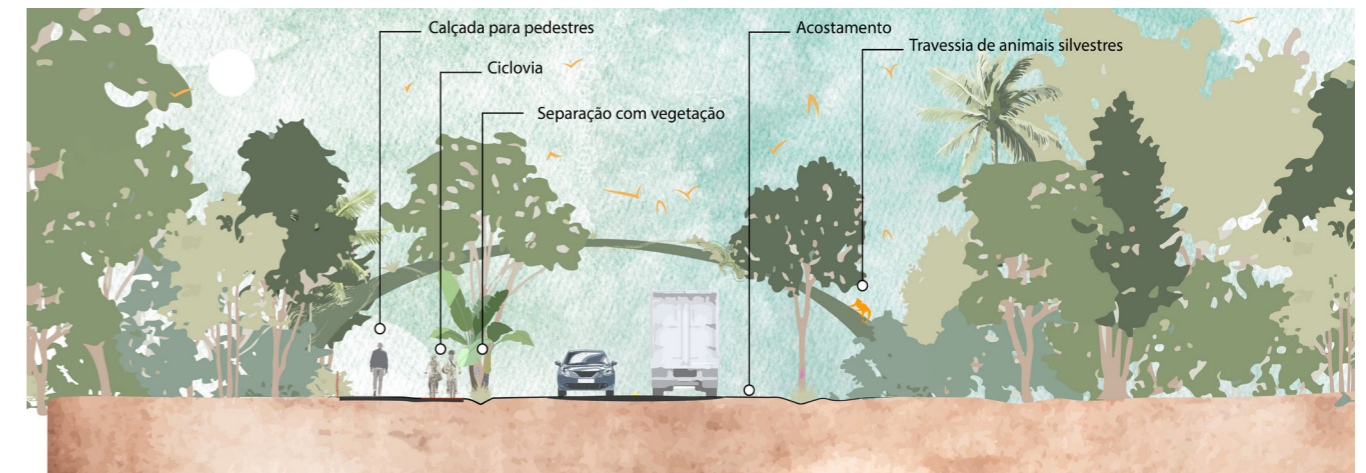 Calçada para pedestres
Acostamento
Travessia de animais silvestres
Ciclovia
Separação com vegetação